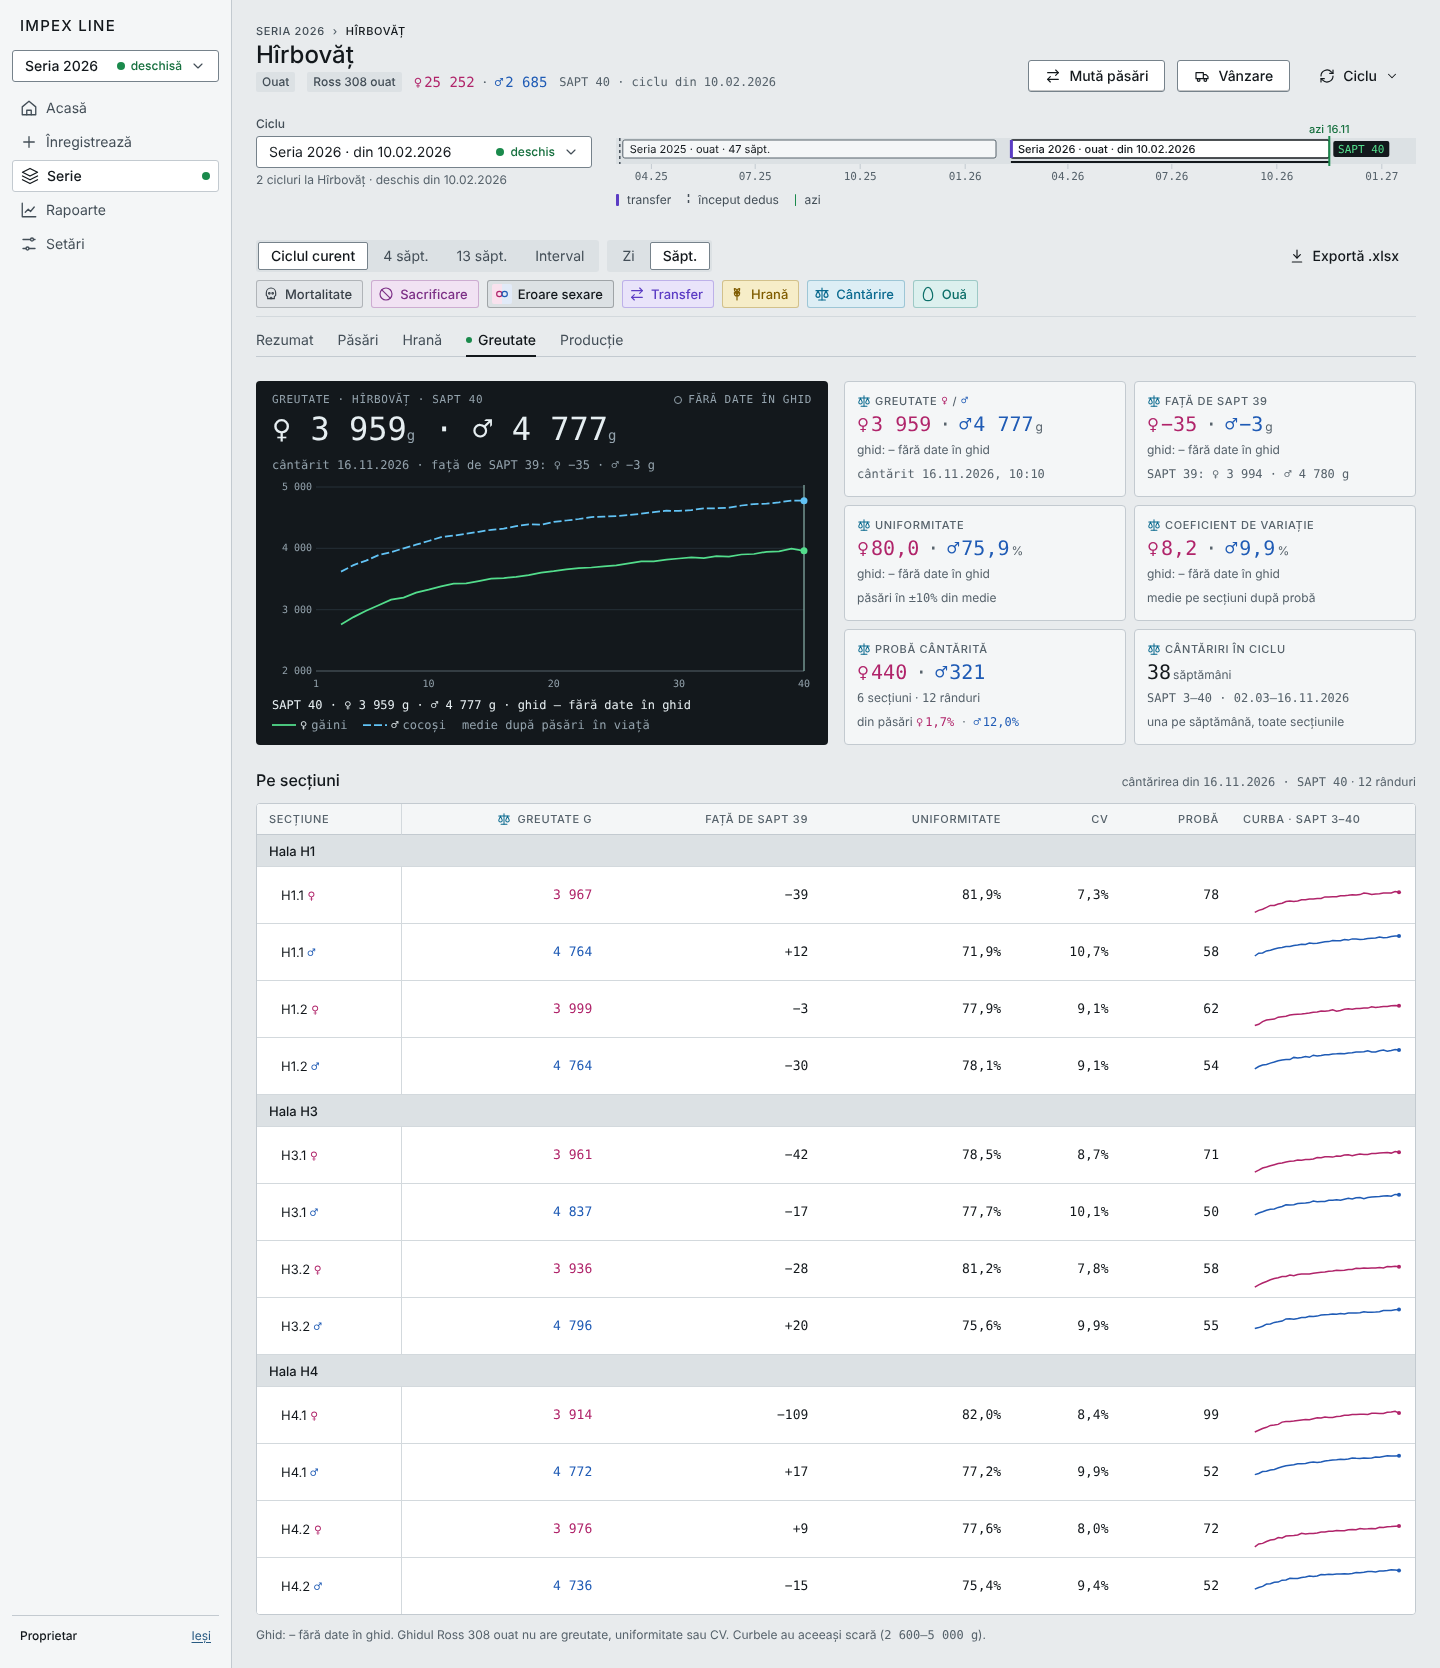 IMPEX LINE
Seria 2026 deschisă
Acasă
Înregistrează
Serie
Rapoarte
Setări
SERIA 2026 › HÎRBOVĂȚ
Hîrbovăț
Ouat Ross 308 ouat ♀25 252 · ♂2 685 SAPT 40 · ciclu din 10.02.2026
Mută păsări Vânzare Ciclu
Ciclu
Seria 2026 · din 10.02.2026 deschis
2 cicluri la Hîrbovăț · deschis din 10.02.2026
azi 16.11
Seria 2025 · ouat · 47 săpt. Seria 2026 · ouat · din 10.02.2026 SAPT 40
04.25 07.25 10.25 01.26 04.26 07.26 10.26 01.27
transfer început dedus azi
Ciclul curent 4 săpt. 13 săpt. Interval Zi Săpt. Exportă .xlsx
Mortalitate Sacrificare Eroare sexare Transfer Hrană Cântărire Ouă
Rezumat Păsări Hrană Greutate Producție
GREUTATE · HÎRBOVĂȚ · SAPT 40 FĂRĂ DATE ÎN GHID
♀ 3 959g · ♂ 4 777g
cântărit 16.11.2026 · față de SAPT 39: ♀ −35 · ♂ −3 g
5 000
4 000
3 000
2 000
1 10 20 30 40
SAPT 40 · ♀ 3 959 g · ♂ 4 777 g · ghid — fără date în ghid
♀ găini ♂ cocoși medie după păsări în viață
GREUTATE ♀ / ♂
♀3 959 · ♂4 777 g
ghid: – fără date în ghid
cântărit 16.11.2026, 10:10
FAȚĂ DE SAPT 39
♀−35 · ♂−3 g
ghid: – fără date în ghid
SAPT 39: ♀ 3 994 · ♂ 4 780 g
UNIFORMITATE
♀80,0 · ♂75,9 %
ghid: – fără date în ghid
păsări în ±10% din medie
COEFICIENT DE VARIAȚIE
♀8,2 · ♂9,9 %
ghid: – fără date în ghid
medie pe secțiuni după probă
PROBĂ CÂNTĂRITĂ
♀440 · ♂321
6 secțiuni · 12 rânduri
din păsări ♀1,7% · ♂12,0%
CÂNTĂRIRI ÎN CICLU
38 săptămâni
SAPT 3–40 · 02.03–16.11.2026
una pe săptămână, toate secțiunile
Pe secțiuni cântărirea din 16.11.2026 · SAPT 40 · 12 rânduri
SECȚIUNE GREUTATE G FAȚĂ DE SAPT 39 UNIFORMITATE CV PROBĂ CURBA · SAPT 3–40
Hala H1
H1.1 ♀ 3 967 −39 81,9% 7,3% 78
H1.1 ♂ 4 764 +12 71,9% 10,7% 58
H1.2 ♀ 3 999 −3 77,9% 9,1% 62
H1.2 ♂ 4 764 −30 78,1% 9,1% 54
Hala H3
H3.1 ♀ 3 961 −42 78,5% 8,7% 71
H3.1 ♂ 4 837 −17 77,7% 10,1% 50
H3.2 ♀ 3 936 −28 81,2% 7,8% 58
H3.2 ♂ 4 796 +20 75,6% 9,9% 55
Hala H4
H4.1 ♀ 3 914 −109 82,0% 8,4% 99
H4.1 ♂ 4 772 +17 77,2% 9,9% 52
H4.2 ♀ 3 976 +9 77,6% 8,0% 72
H4.2 ♂ 4 736 −15 75,4% 9,4% 52
Ghid: – fără date în ghid. Ghidul Ross 308 ouat nu are greutate, uniformitate sau CV. Curbele au aceeași scară (2 600–5 000 g).
Proprietar Ieși